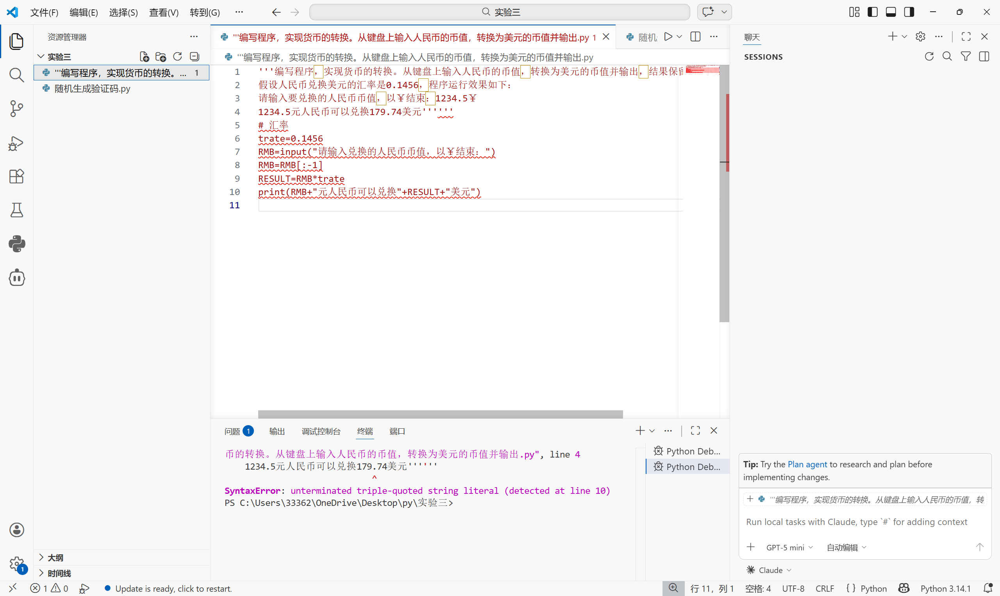 文件(F) 编辑(E) 选择(S) 查看(V) 转到(G) ··· 实验三
资源管理器
实验三
'''编写程序，实现货币的转换。... 1
随机生成验证码.py
'''编写程序，实现货币的转换。从键盘上输入人民币的币值，转换为美元的币值并输出.py 1
随机
'''编写程序，实现货币的转换。从键盘上输入人民币的币值，转换为美元的币值并输出.py
1 '''编写程序，实现货币的转换。从键盘上输入人民币的币值，转换为美元的币值并输出，结果保留
2 假设人民币兑换美元的汇率是0.1456，程序运行效果如下：
3 请输入要兑换的人民币币值，以￥结束：1234.5￥
4 1234.5元人民币可以兑换179.74美元''''''
5 # 汇率
6 trate=0.1456
7 RMB=input("请输入兑换的人民币币值，以￥结束：")
8 RMB=RMB[:-1]
9 RESULT=RMB*trate
10 print(RMB+"元人民币可以兑换"+RESULT+"美元")
11
问题 1 输出 调试控制台 终端 端口
币的转换。从键盘上输入人民币的币值，转换为美元的币值并输出.py", line 4
1234.5元人民币可以兑换179.74美元''''''
^
SyntaxError: unterminated triple-quoted string literal (detected at line 10)
PS C:\Users\33362\OneDrive\Desktop\py\实验三>
Python Deb...
Python Deb...
聊天
SESSIONS
Tip: Try the Plan agent to research and plan before
implementing changes.
'''编写程序，实现货币的转换。从键盘上输入人民币的币值，转
Run local tasks with Claude, type `#` for adding context
GPT-5 mini 自动编辑
Claude
大纲
时间线
1
1 0 Update is ready, click to restart. 行 11，列 1 空格: 4 UTF-8 CRLF { } Python Python 3.14.1